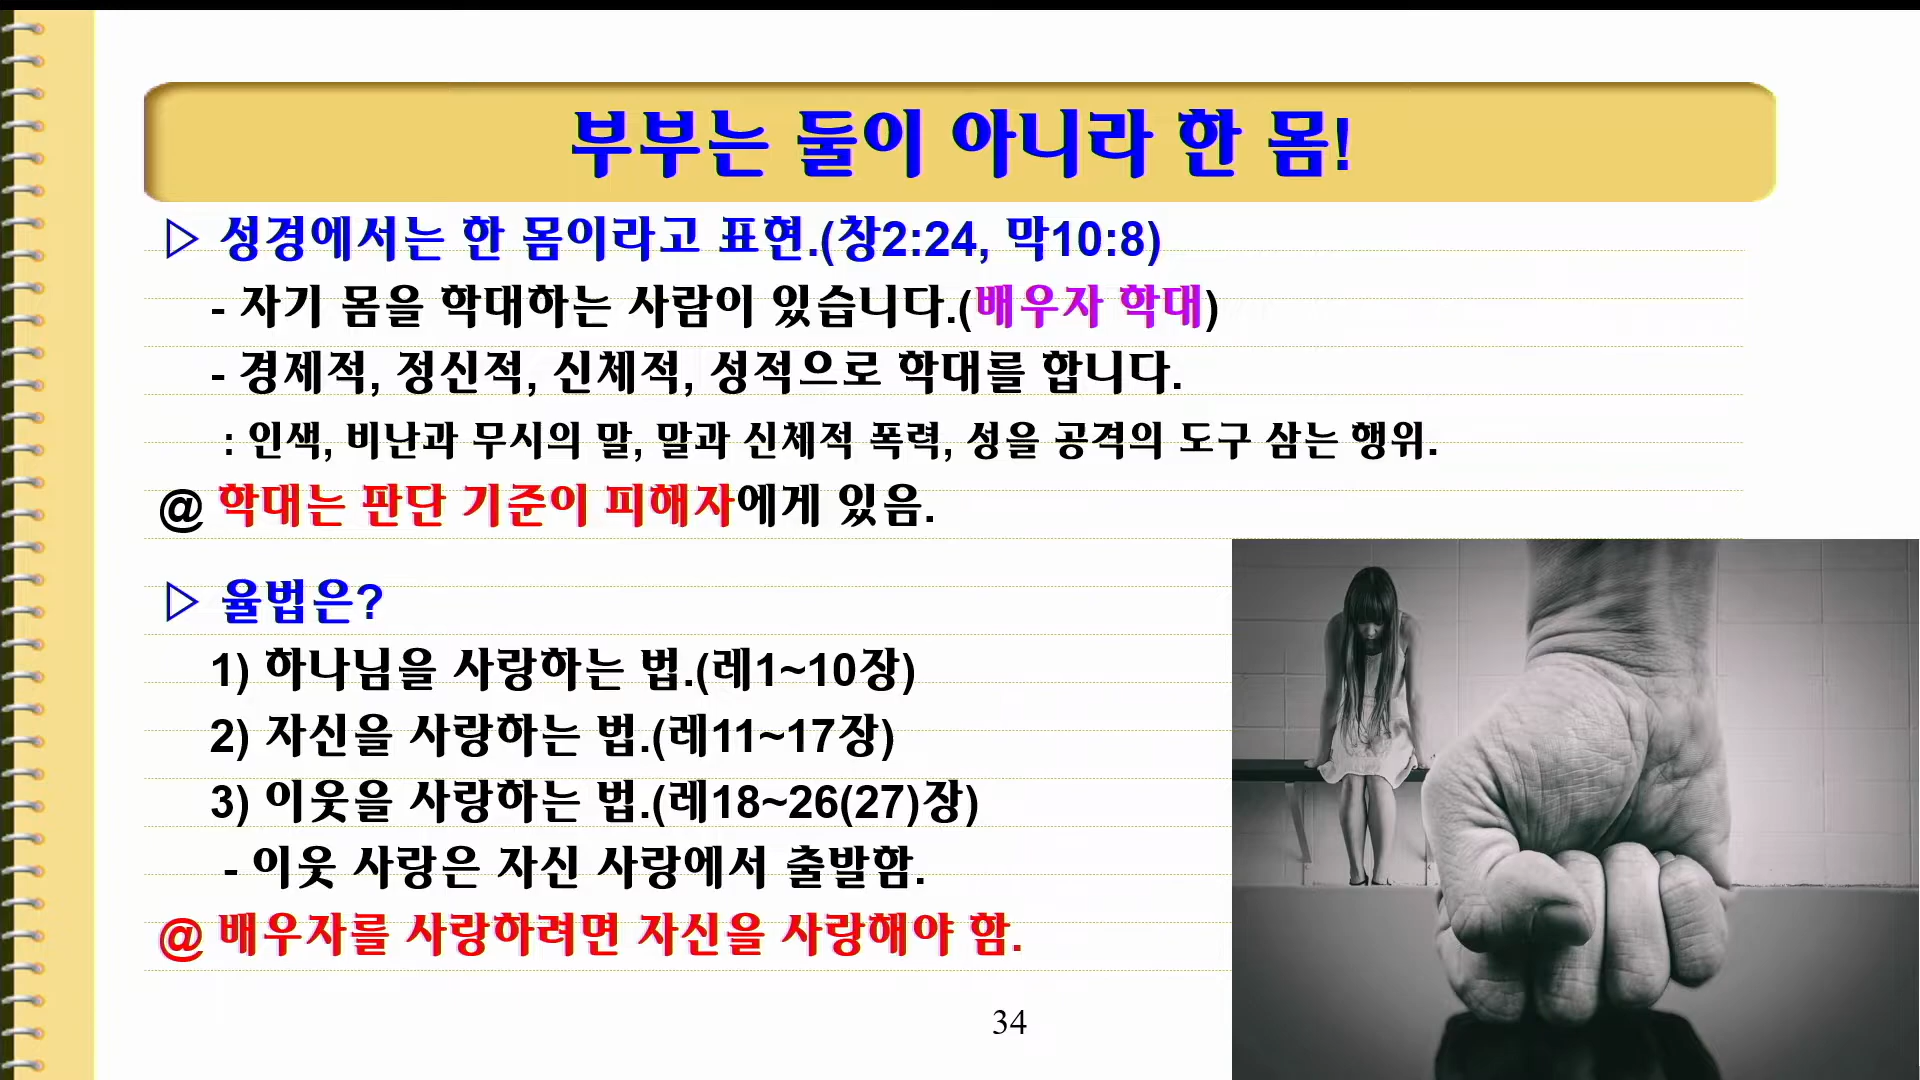 부부는 둘이 아니라 한 몸!
▷ 성경에서는 한 몸이라고 표현.(창2:24, 막10:8)
- 자기 몸을 학대하는 사람이 있습니다.(배우자 학대)
- 경제적, 정신적, 신체적, 성적으로 학대를 합니다.
: 인색, 비난과 무시의 말, 말과 신체적 폭력, 성을 공격의 도구 삼는 행위.
@ 학대는 판단 기준이 피해자에게 있음.
▷ 율법은?
1) 하나님을 사랑하는 법.(레1~10장)
2) 자신을 사랑하는 법.(레11~17장)
3) 이웃을 사랑하는 법.(레18~26(27)장)
- 이웃 사랑은 자신 사랑에서 출발함.
@ 배우자를 사랑하려면 자신을 사랑해야 함.
34